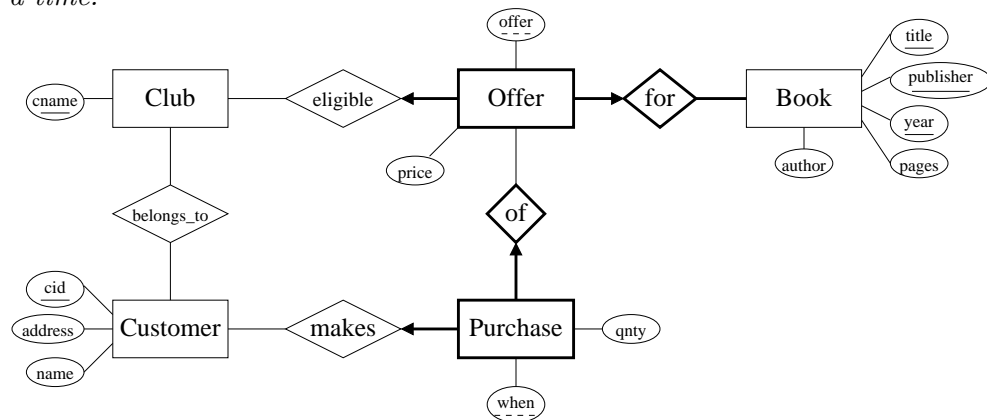 a time.
offer
title
publisher
cname
Club
eligible
Offer
for
Book
year
price
author
pages
of
belongs_to
cid
address
Customer
makes
Purchase
qnty
name
when